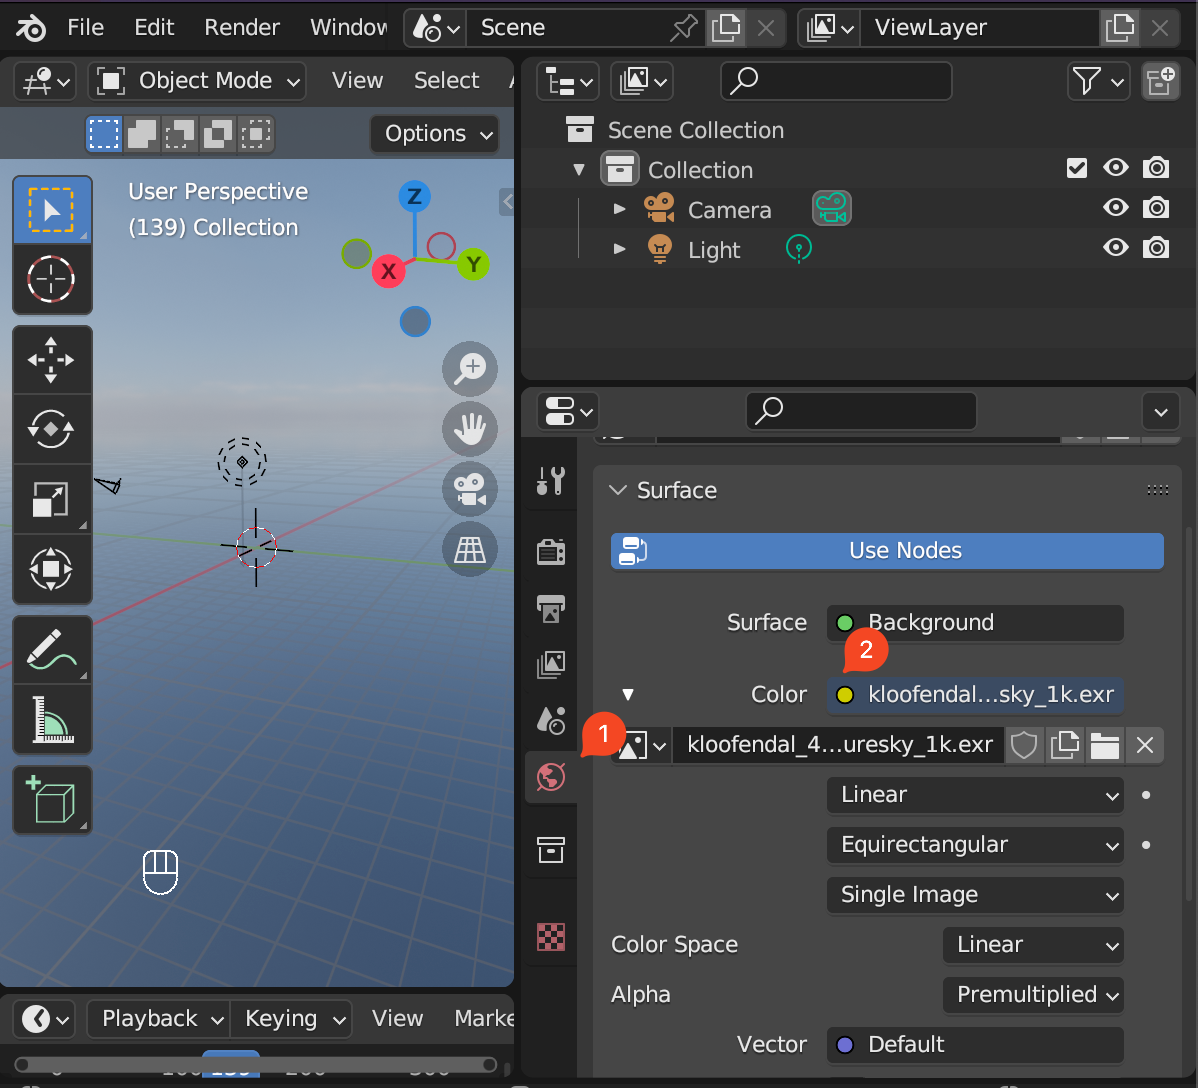 File Edit Render Window Scene ViewLayer
Object Mode View Select
Options
User Perspective
(139) Collection
Z
X
Y
Scene Collection
Collection
Camera
Light
Surface
Use Nodes
Surface Background
2
Color kloofendal...sky_1k.exr
1
kloofendal_4...uresky_1k.exr
Linear
Equirectangular
Single Image
Color Space Linear
Alpha Premultiplied
Vector Default
Playback Keying View Marke